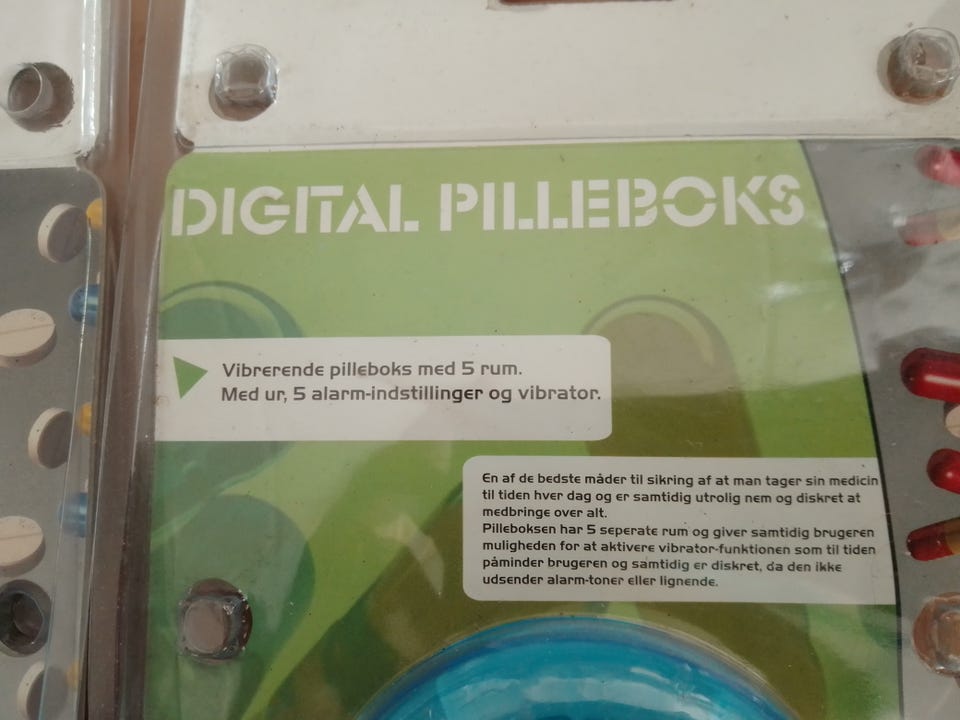 DIGITAL PILLEBOKS
Vibrerende pilleboks med 5 rum.
Med ur, 5 alarm-indstillinger og vibrator.
En af de bedste måder til sikring af at man tager sin medicin
til tiden hver dag og er samtidig utrolig nem og diskret at
medbringe over alt.
Pilleboksen har 5 seperate rum og giver samtidig brugeren
muligheden for at aktivere vibrator-funktionen som til tiden
påminder brugeren og samtidig er diskret, da den ikke
udsender alarm-toner eller lignende.